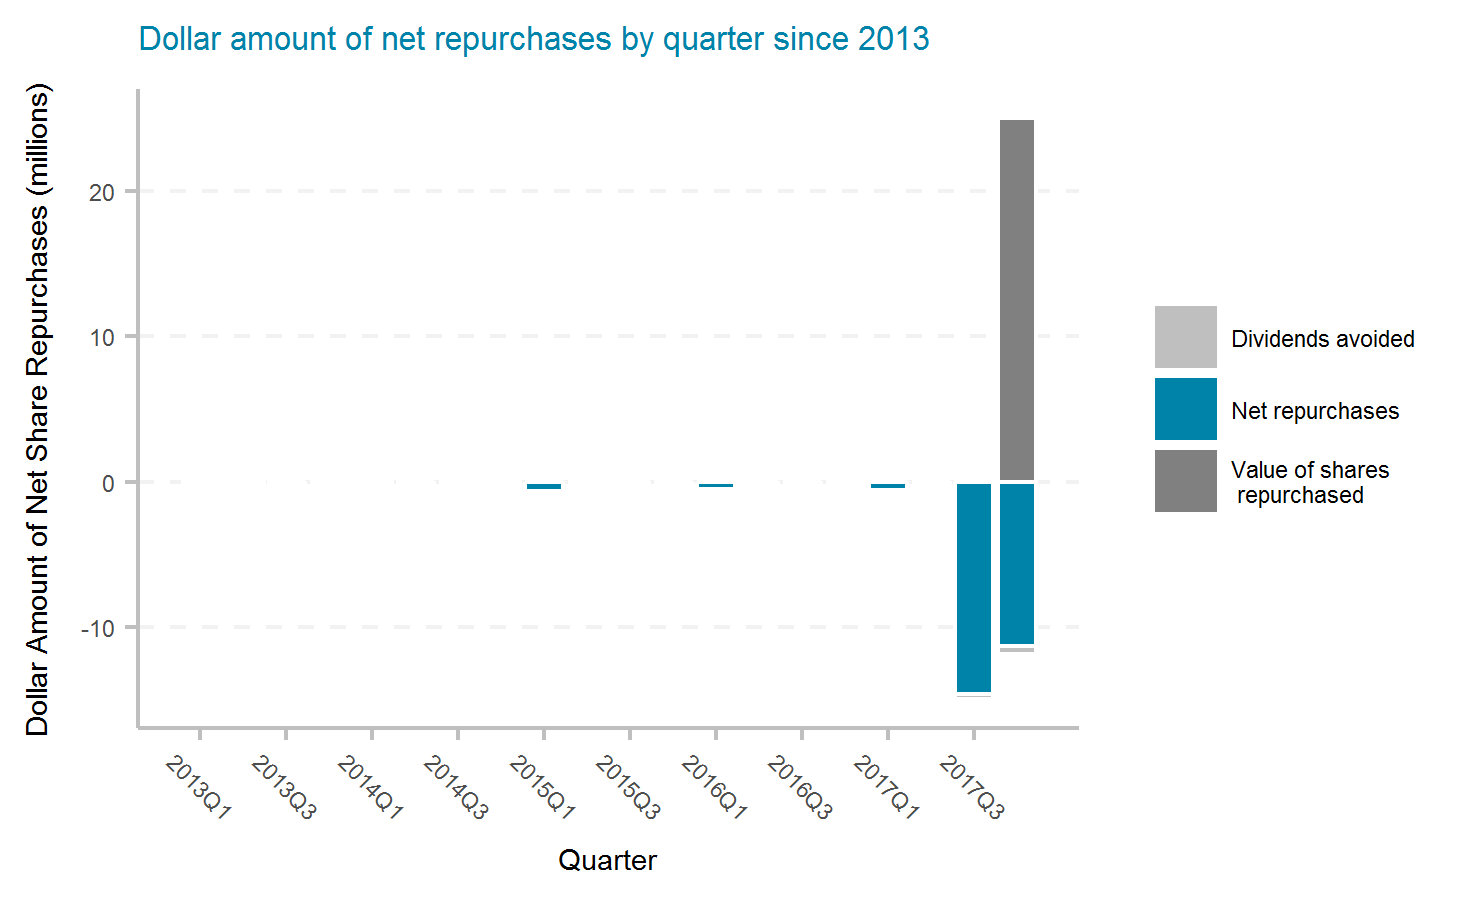 Dollar amount of net repurchases by quarter since 2013
Dollar Amount of Net Share Repurchases (millions)
20
10
0
-10
2013Q1
2013Q3
2014Q1
2014Q3
2015Q1
2015Q3
2016Q1
2016Q3
2017Q1
2017Q3
Quarter
Dividends avoided
Net repurchases
Value of shares
repurchased